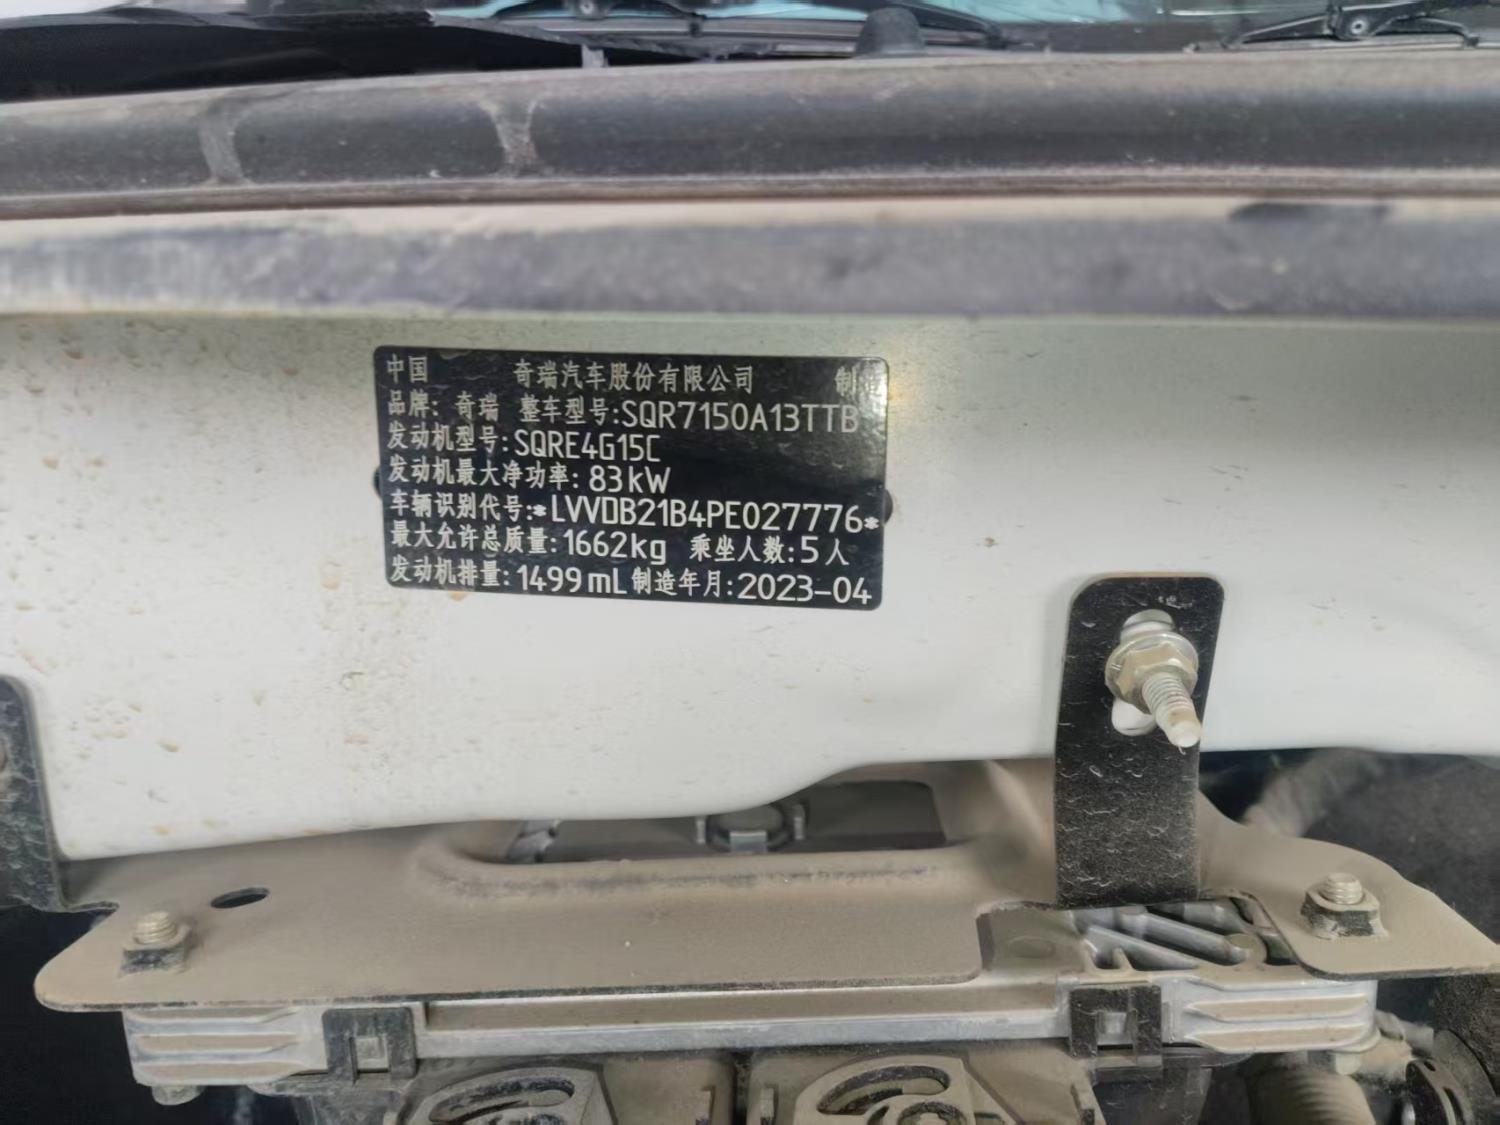 中国 奇瑞汽车股份有限公司 制
品牌: 奇瑞 整车型号:SQR7150A13TTB
发动机型号:SQRE4G15C
发动机最大净功率: 83kW
车辆识别代号:*LVVDB21B4PE027776*
最大允许总质量:1662kg 乘坐人数:5人
发动机排量:1499mL 制造年月:2023-04